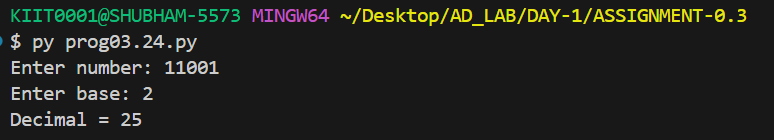 KIIT0001@SHUBHAM-5573 MINGW64 ~/Desktop/AD_LAB/DAY-1/ASSIGNMENT-0.3
$ py prog03.24.py
Enter number: 11001
Enter base: 2
Decimal = 25